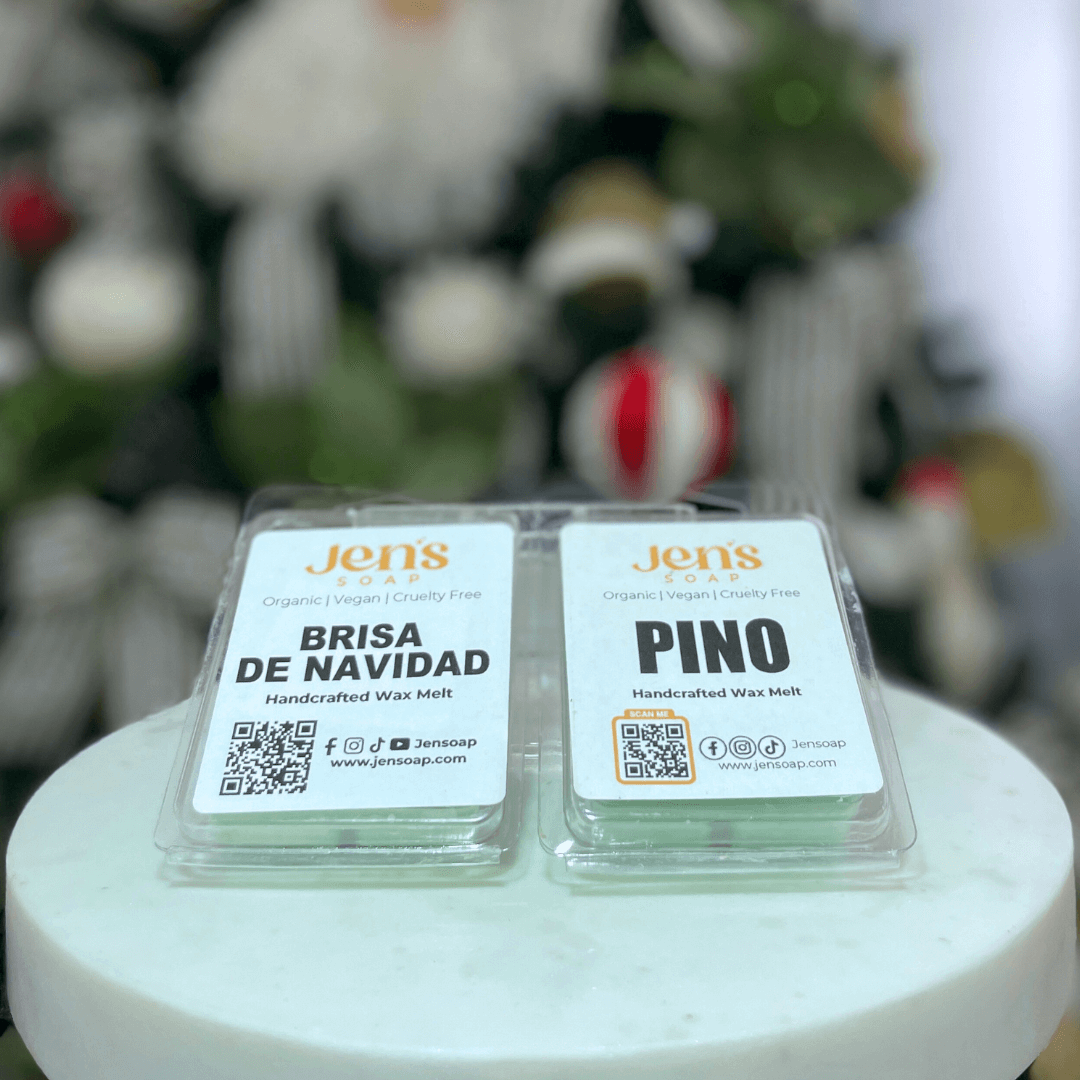 Jen's
SOAP
Organic | Vegan | Cruelty Free
BRISA
DE NAVIDAD
Handcrafted Wax Melt
Jensoap
www.jensoap.com
Jen's
SOAP
Organic | Vegan | Cruelty Free
PINO
Handcrafted Wax Melt
SCAN ME
Jensoap
www.jensoap.com